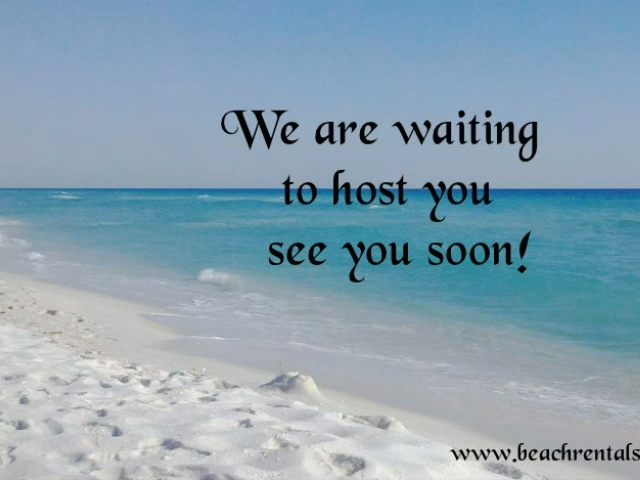 We are waiting
to host you
see you soon!
www.beachrentals